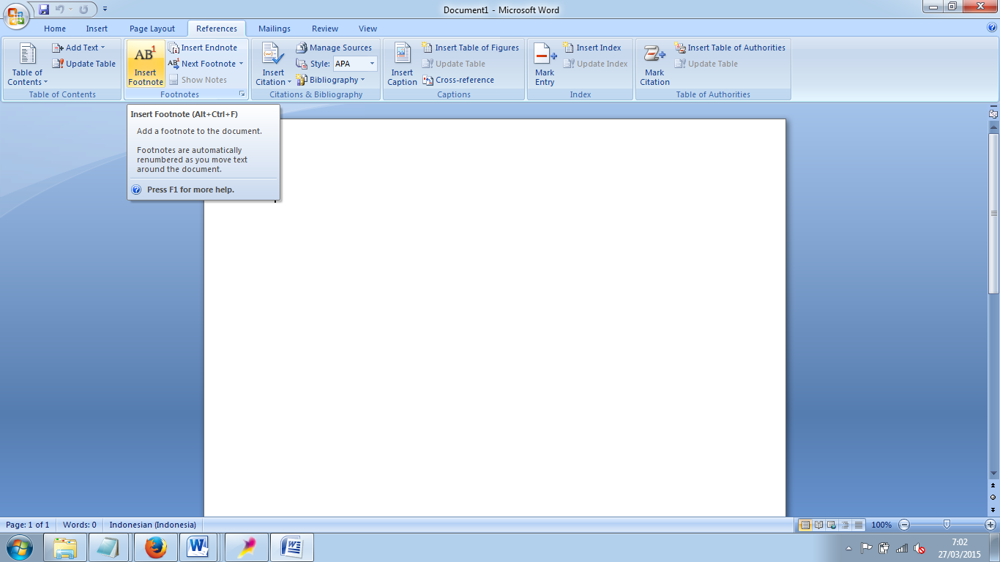 Document1 - Microsoft Word
Home Insert Page Layout References Mailings Review View
Table of Contents
Add Text
Update Table
Table of Contents
AB1
Insert Footnote
Insert Endnote
AB1 Next Footnote
Show Notes
Footnotes
Insert Citation
Manage Sources
Style: APA
Bibliography
Citations & Bibliography
Insert Caption
Insert Table of Figures
Update Table
Cross-reference
Captions
Mark Entry
Insert Index
Update Index
Index
Mark Citation
Insert Table of Authorities
Update Table
Table of Authorities
Insert Footnote (Alt+Ctrl+F)
Add a footnote to the document.
Footnotes are automatically
renumbered as you move text
around the document.
Press F1 for more help.
Page: 1 of 1 Words: 0 Indonesian (Indonesia) 100%
7:02
27/03/2015